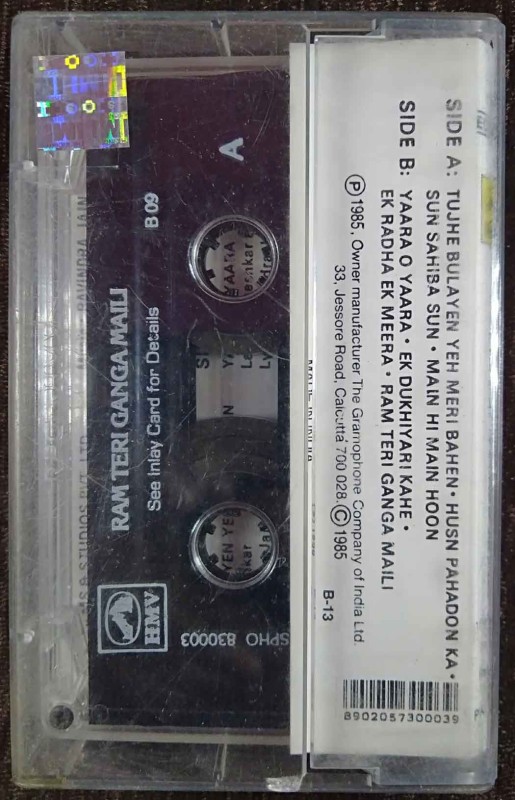 SIDE A: TUJHE BULAYEN YEH MERI BAHEN • HUSN PAHADON KA •
SUN SAHIBA SUN • MAIN HI MAIN HOON
SIDE B: YAARA O YAARA • EK DUKHIYARI KAHE •
EK RADHA EK MEERA • RAM TERI GANGA MAILI
Ⓟ 1985, Owner manufacturer The Gramophone Company of India Ltd.
33, Jessore Road, Calcutta 700 028. © 1985
B-13
8902057300039
A
B 09
RAM TERI GANGA MAILI
See Inlay Card for Details
HMV
SPHO 830003